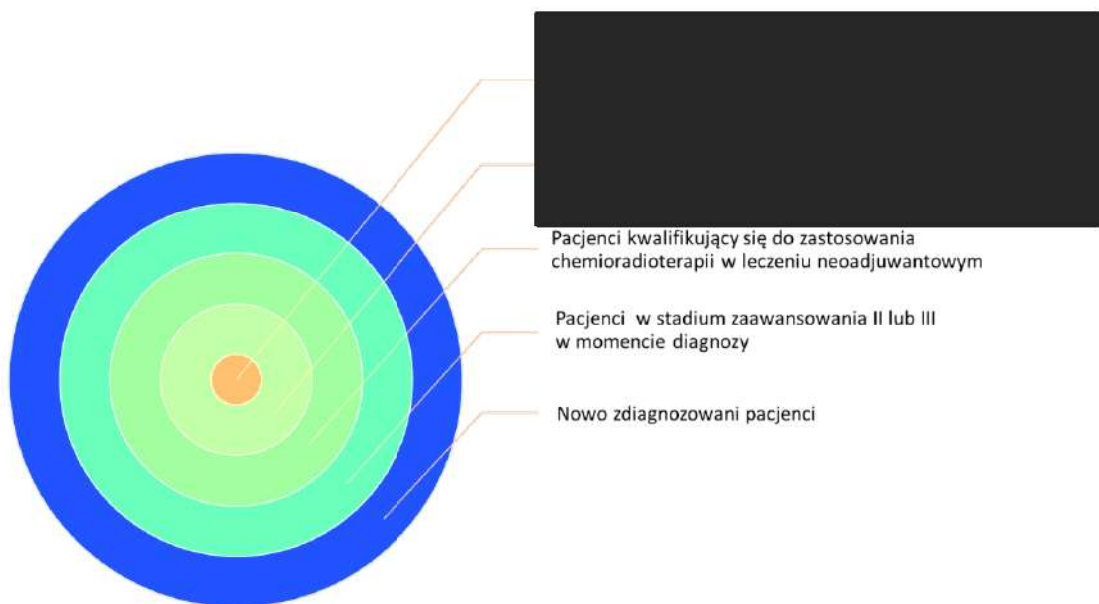 Pacjenci kwalifikujący się do zastosowania
chemioradioterapii w leczeniu neoadjuwantowym
Pacjenci w stadium zaawansowania II lub III
w momencie diagnozy
Nowo zdiagnozowani pacjenci